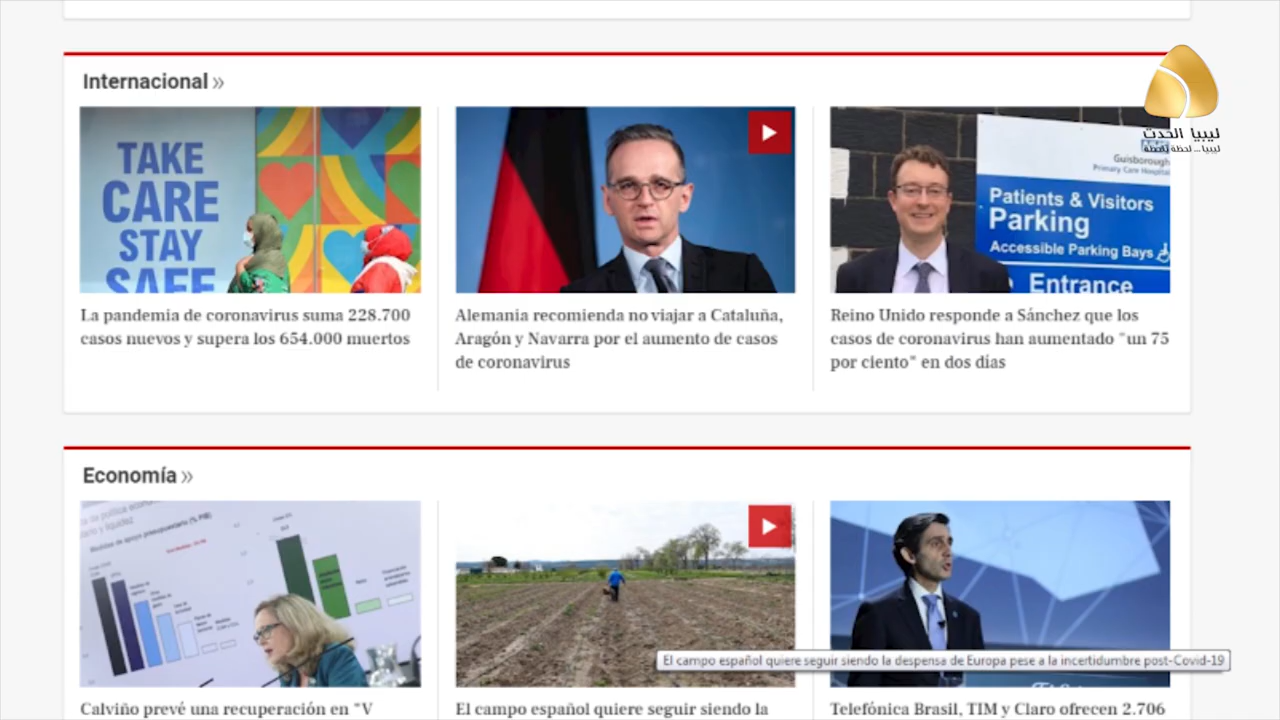 Internacional »
ليبيا الحدث
ليبيا... لحظة بلحظة
TAKE
CARE
STAY
SAFE
Guisborough
Primary Care Hospital
Patients & Visitors
Parking
Accessible Parking Bays
Entrance
La pandemia de coronavirus suma 228.700
casos nuevos y supera los 654.000 muertos
Alemania recomienda no viajar a Cataluña,
Aragón y Navarra por el aumento de casos
de coronavirus
Reino Unido responde a Sánchez que los
casos de coronavirus han aumentado "un 75
por ciento" en dos días
Economía »
El campo español quiere seguir siendo la despensa de Europa pese a la incertidumbre post-Covid-19
Calviño prevé una recuperación en "V
El campo español quiere seguir siendo la
Telefónica Brasil, TIM y Claro ofrecen 2.706